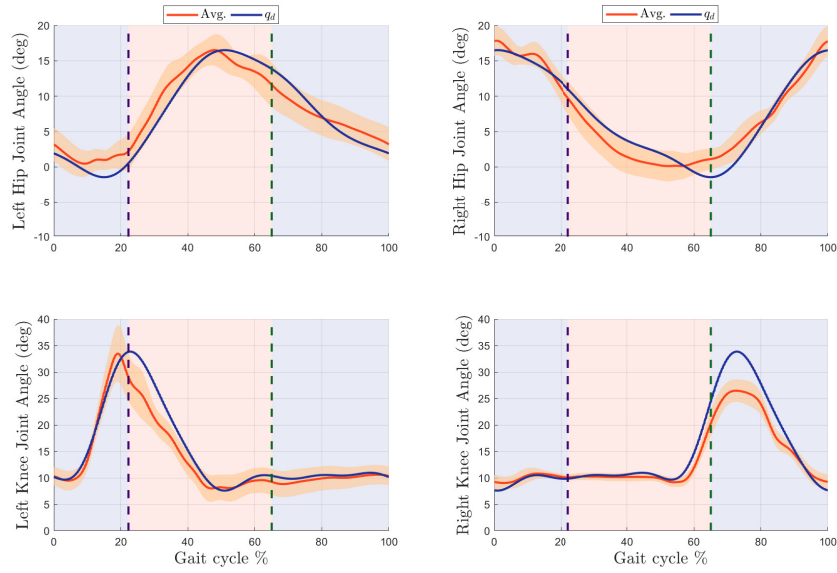 Avg. q_d
Left Hip Joint Angle (deg)
20
15
10
5
0
-5
-10
0 20 40 60 80 100
Avg. q_d
Right Hip Joint Angle (deg)
20
15
10
5
0
-5
-10
0 20 40 60 80 100
Left Knee Joint Angle (deg)
40
35
30
25
20
15
10
5
0
0 20 40 60 80 100
Gait cycle %
Right Knee Joint Angle (deg)
40
35
30
25
20
15
10
5
0
0 20 40 60 80 100
Gait cycle %